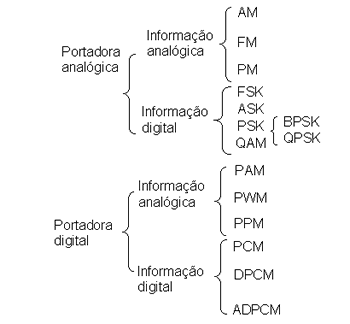 Portadora
analógica
Informação
analógica
AM
FM
PM
Informação
digital
FSK
ASK
PSK
QAM
BPSK
QPSK
Portadora
digital
Informação
analógica
PAM
PWM
PPM
Informação
digital
PCM
DPCM
ADPCM